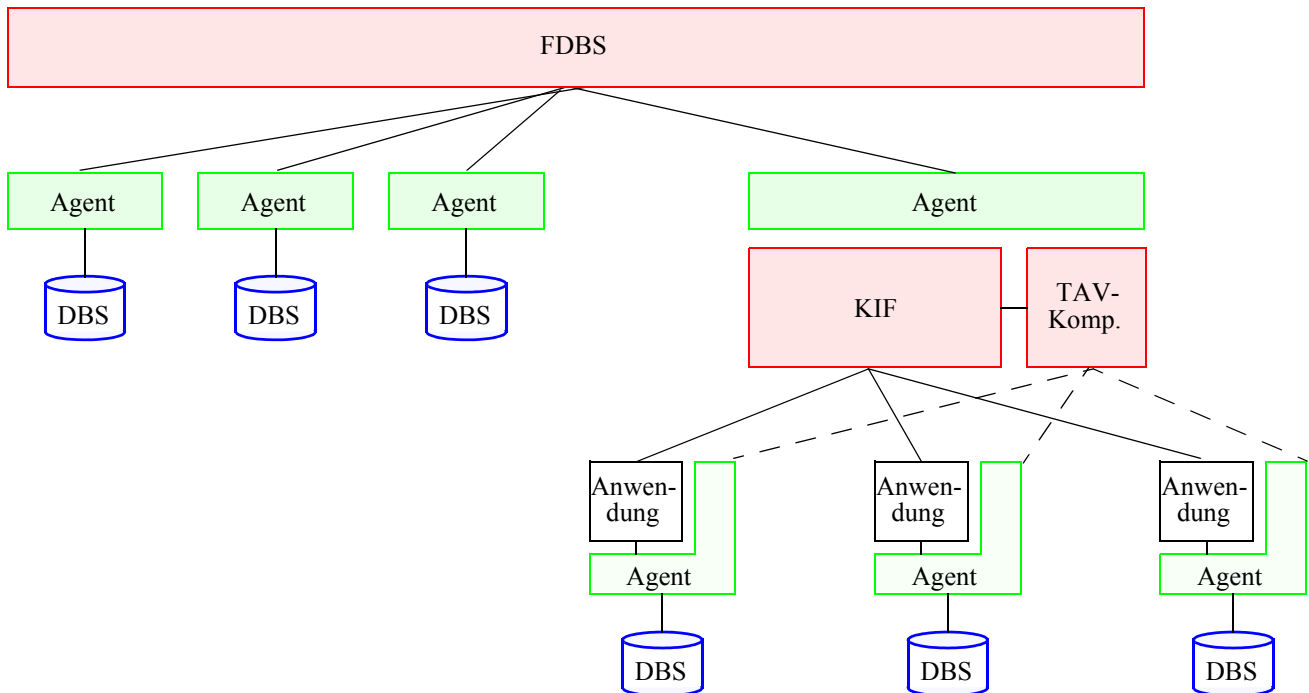 FDBS
Agent
Agent
Agent
Agent
DBS
DBS
DBS
KIF
TAV-
Komp.
Anwen-
dung
Anwen-
dung
Anwen-
dung
Agent
Agent
Agent
DBS
DBS
DBS